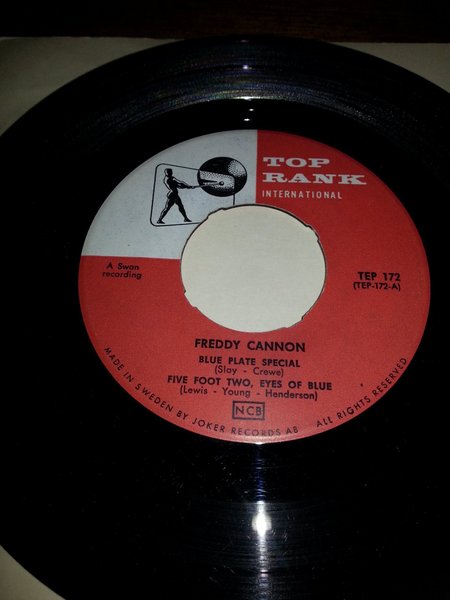 TOP
RANK
INTERNATIONAL
A Swan
recording
TEP 172
(TEP-172-A)
FREDDY CANNON
BLUE PLATE SPECIAL
(Slay - Crewe)
FIVE FOOT TWO, EYES OF BLUE
(Lewis - Young - Henderson)
NCB
MADE IN SWEDEN BY JOKER RECORDS AB ALL RIGHTS RESERVED